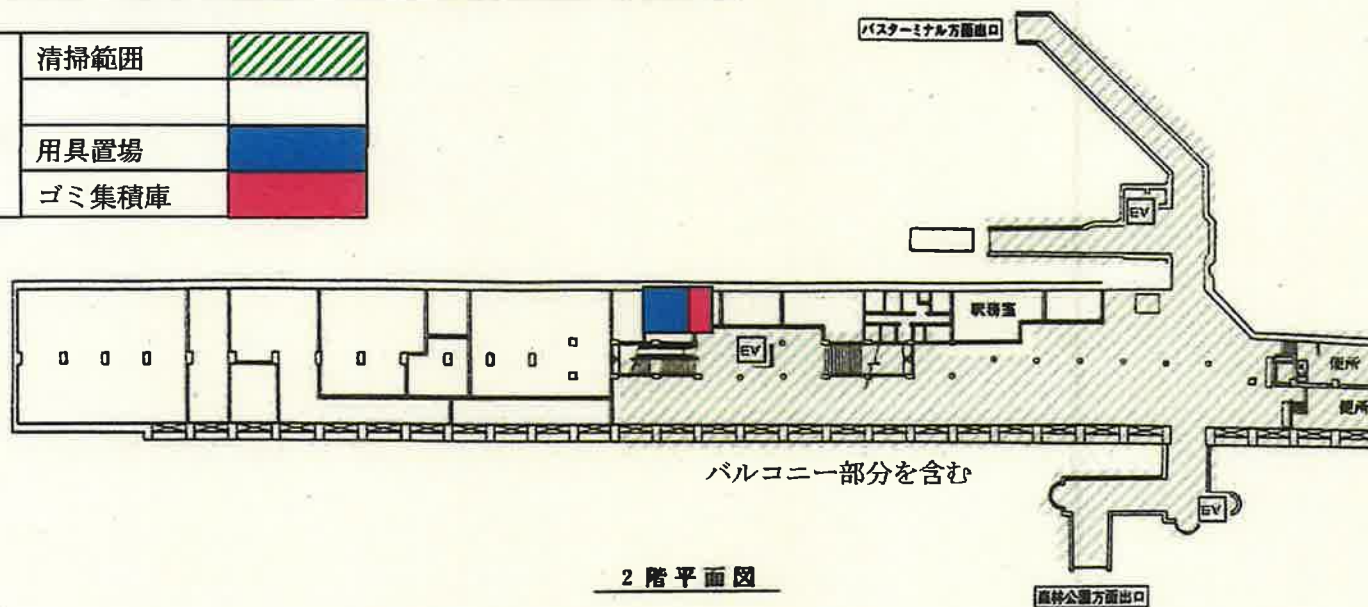 清掃範囲
用具置場
ゴミ集積庫
バスターミナル方面出口
EV
駅務室
EV
便所
便所
バルコニー部分を含む
EV
2階平面図
森林公園方面出口